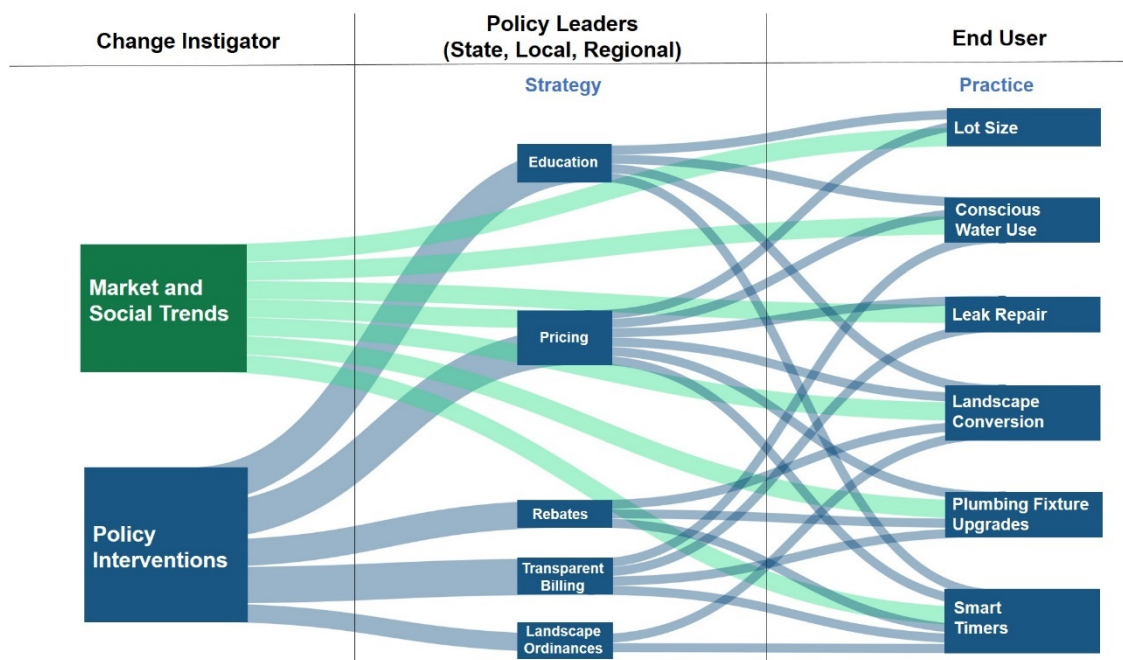 Change Instigator
Policy Leaders
(State, Local, Regional)
End User
Strategy
Practice
Market and
Social Trends
Policy
Interventions
Education
Pricing
Rebates
Transparent
Billing
Landscape
Ordinances
Lot Size
Conscious
Water Use
Leak Repair
Landscape
Conversion
Plumbing Fixture
Upgrades
Smart
Timers